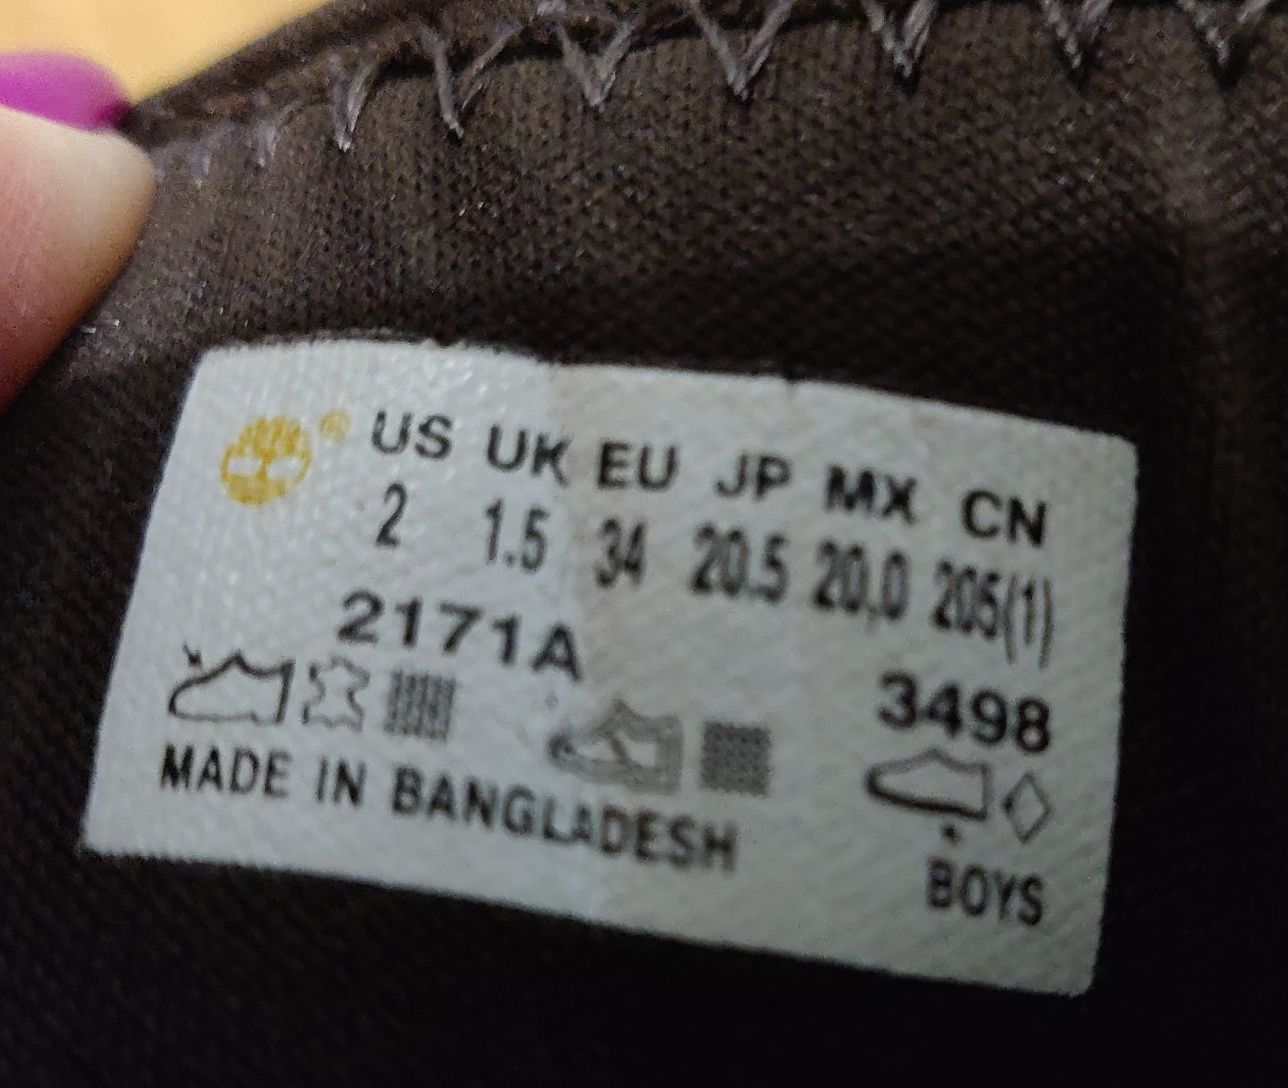 ® US UK EU JP MX CN
2 1.5 34 20.5 20,0 205(1)
2171A 3498
MADE IN BANGLADESH BOYS